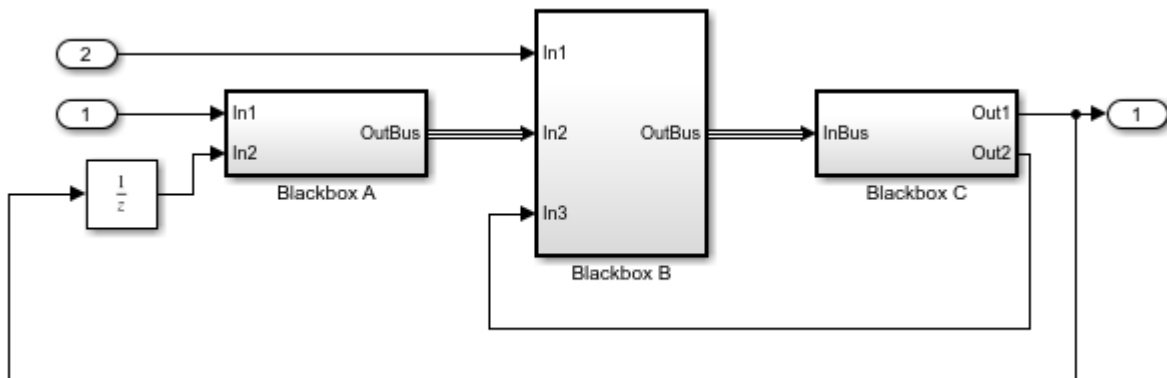 2
In1
1
In1
Out1
1
OutBus
In2
OutBus
InBus
In2
Out2
1
z
Blackbox A
Blackbox C
In3
Blackbox B